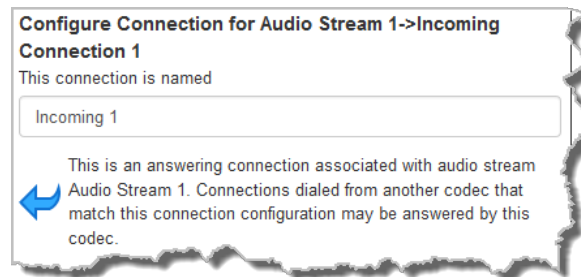 Configure Connection for Audio Stream 1->Incoming
Connection 1
This connection is named
Incoming 1
This is an answering connection associated with audio stream
Audio Stream 1. Connections dialed from another codec that
match this connection configuration may be answered by this
codec.